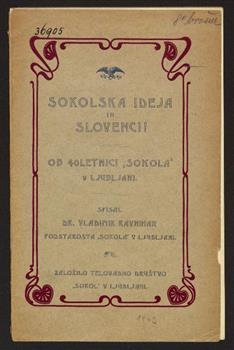 36905
SOKOLSKA IDEJA
IN
SLOVENCI
OB 40LETNICI „SOKOLA“
V LJUBLJANI.
SPISAL
DR. VLADIMIR RAVNIHAR
PODSTAROSTA „SOKOLA“ V LJUBLJANI.
ZALOŽILO TELOVADNO DRUŠTVO
„SOKOL“ V LJUBLJANI.